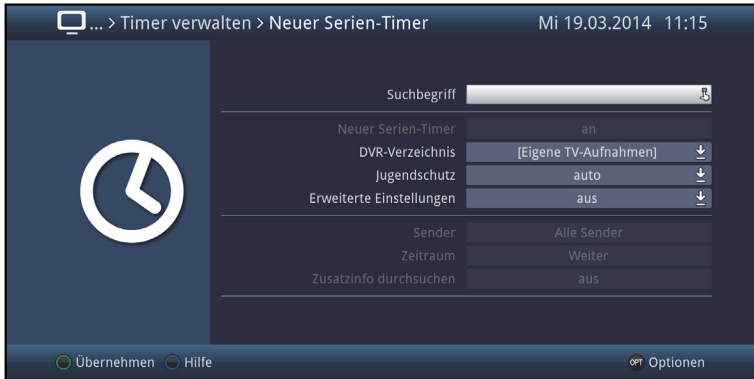 ... > Timer verwalten > Neuer Serien-Timer Mi 19.03.2014 11:15
Suchbegriff
Neuer Serien-Timer an
DVR-Verzeichnis [Eigene TV-Aufnahmen]
Jugendschutz auto
Erweiterte Einstellungen aus
Sender Alle Sender
Zeitraum Weiter
Zusatzinfo durchsuchen aus
Übernehmen Hilfe OPT Optionen